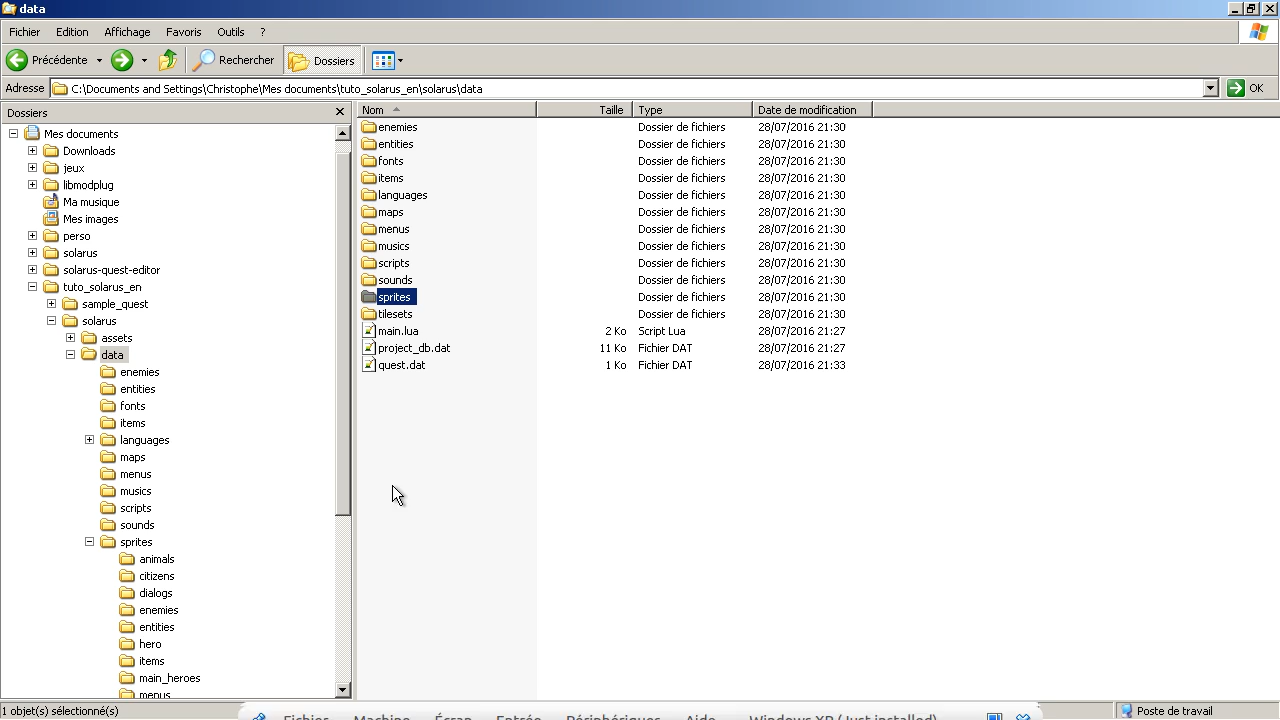 data
Fichier Edition Affichage Favoris Outils ?
Précédente Rechercher Dossiers
Adresse C:\Documents and Settings\Christophe\Mes documents\tuto_solarus_en\solarus\data OK
Dossiers
Mes documents
Downloads
jeux
libmodplug
Ma musique
Mes images
perso
solarus
solarus-quest-editor
tuto_solarus_en
sample_quest
solarus
assets
data
enemies
entities
fonts
items
languages
maps
menus
musics
scripts
sounds
sprites
animals
citizens
dialogs
enemies
entities
hero
items
main_heroes
menus
Nom Taille Type Date de modification
enemies Dossier de fichiers 28/07/2016 21:30
entities Dossier de fichiers 28/07/2016 21:30
fonts Dossier de fichiers 28/07/2016 21:30
items Dossier de fichiers 28/07/2016 21:30
languages Dossier de fichiers 28/07/2016 21:30
maps Dossier de fichiers 28/07/2016 21:30
menus Dossier de fichiers 28/07/2016 21:30
musics Dossier de fichiers 28/07/2016 21:30
scripts Dossier de fichiers 28/07/2016 21:30
sounds Dossier de fichiers 28/07/2016 21:30
sprites Dossier de fichiers 28/07/2016 21:30
tilesets Dossier de fichiers 28/07/2016 21:30
main.lua 2 Ko Script Lua 28/07/2016 21:27
project_db.dat 11 Ko Fichier DAT 28/07/2016 21:27
quest.dat 1 Ko Fichier DAT 28/07/2016 21:33
1 objet(s) sélectionné(s) Poste de travail
Fichier Machine Écran Entrée Périphériques Aide Windows XP (Just installed)